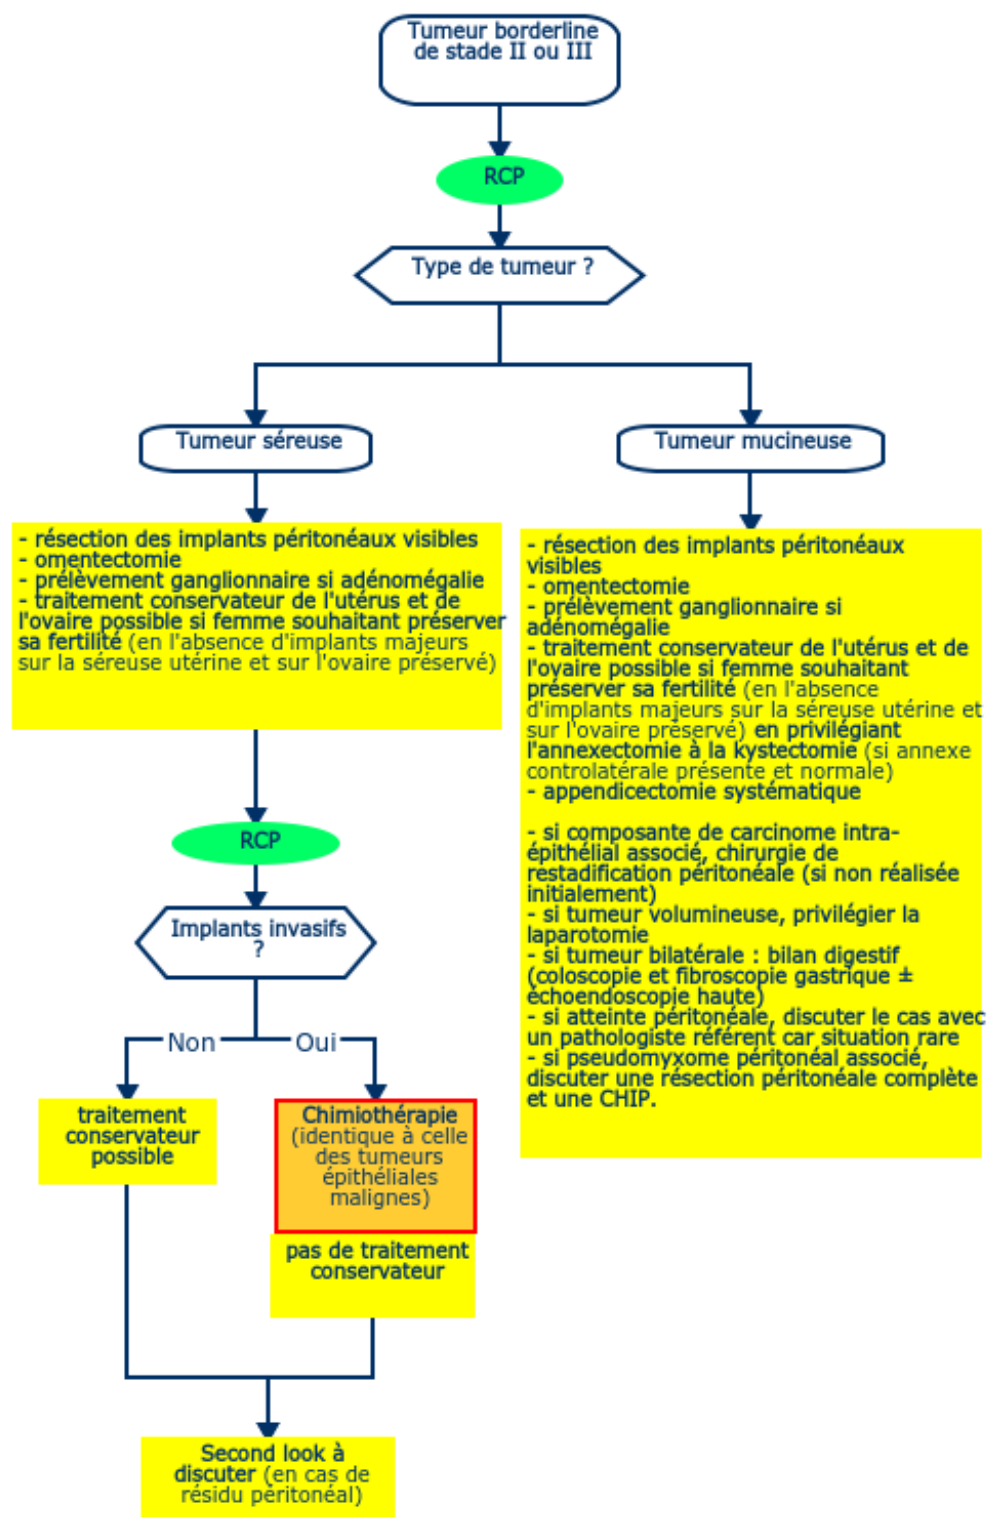 Tumeur borderline
de stade II ou III
RCP
Type de tumeur ?
Tumeur séreuse
- résection des implants péritonéaux visibles
- omentectomie
- prélèvement ganglionnaire si adénomégalie
- traitement conservateur de l'utérus et de
l'ovaire possible si femme souhaitant préserver
sa fertilité (en l'absence d'implants majeurs
sur la séreuse utérine et sur l'ovaire préservé)
RCP
Implants invasifs
?
Non
Oui
traitement
conservateur
possible
Chimiothérapie
(identique à celle
des tumeurs
épithéliales
malignes)
pas de traitement
conservateur
Second look à
discuter (en cas de
résidu péritonéal)
Tumeur mucineuse
- résection des implants péritonéaux
visibles
- omentectomie
- prélèvement ganglionnaire si
adénomégalie
- traitement conservateur de l'utérus et de
l'oyaire possible si femme souhaitant
préserver sa fertilité (en l'absence
d'implants majeurs sur la séreuse utérine et
sur l'ovaire préservé) en privilégiant
l'annexectomie à la kystectomie (si annexe
controlatérale présente et normale)
- appendicectomie systématique
- si composante de carcinome intra-
épithélial associé, chirurgie de
restadification péritonéale (si non réalisée
initialement)
- si tumeur volumineuse, privilégier la
laparotomie
- si tumeur bilatérale : bilan digestif
(coloscopie et fibroscopie gastrique ±
échoendoscopie haute)
- si atteinte péritonéale, discuter le cas avec
un pathologiste référent car situation rare
- si pseudomyxome péritonéal associé,
discuter une résection péritonéale complète
et une CHIP.